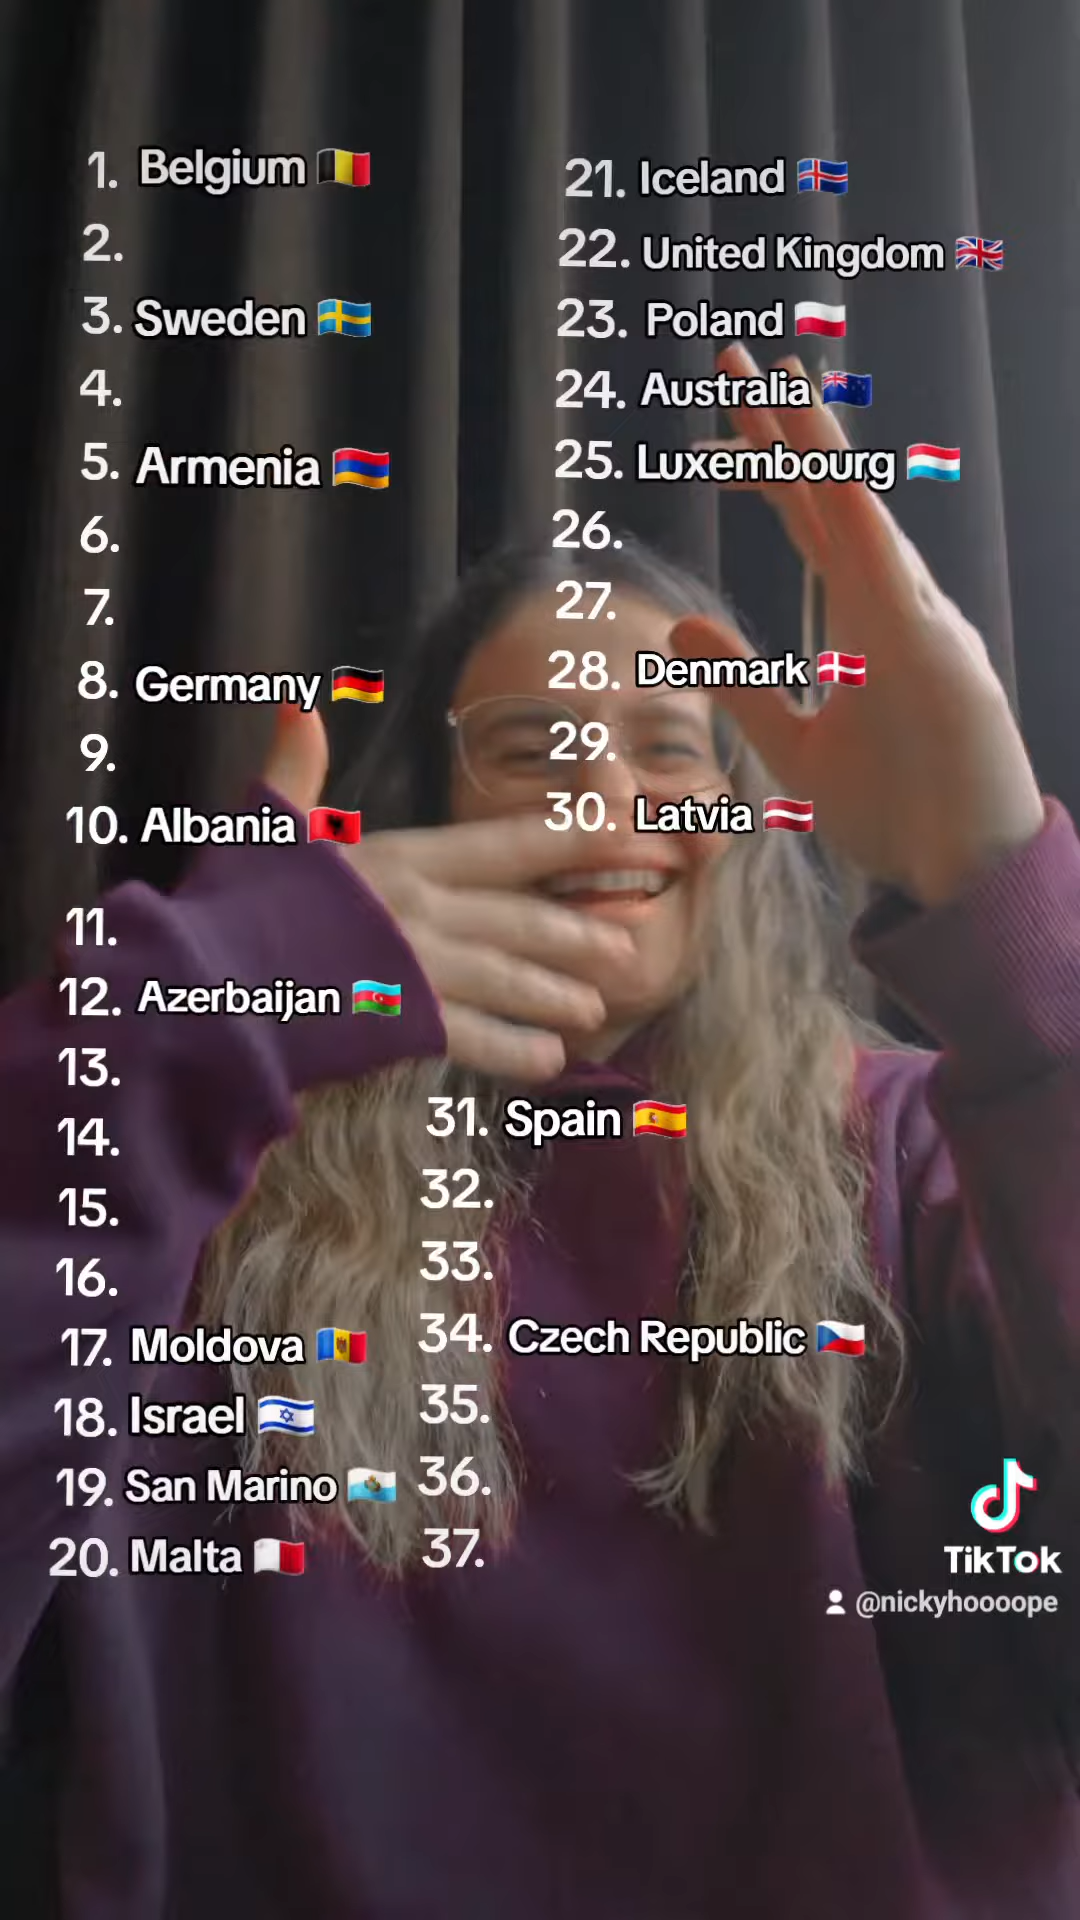 1. Belgium 🇧🇪
2.
3. Sweden 🇸🇪
4.
5. Armenia 🇦🇲
6.
7.
8. Germany 🇩🇪
9.
10. Albania 🇦🇱
11.
12. Azerbaijan 🇦🇿
13.
14.
15.
16.
17. Moldova 🇲🇩
18. Israel 🇮🇱
19. San Marino 🇸🇲
20. Malta 🇲🇹
21. Iceland 🇮🇸
22. United Kingdom 🇬🇧
23. Poland 🇵🇱
24. Australia 🇦🇺
25. Luxembourg 🇱🇺
26.
27.
28. Denmark 🇩🇰
29.
30. Latvia 🇱🇻
31. Spain 🇪🇸
32.
33.
34. Czech Republic 🇨🇿
35.
36.
37.
TikTok
@nickyhoooope